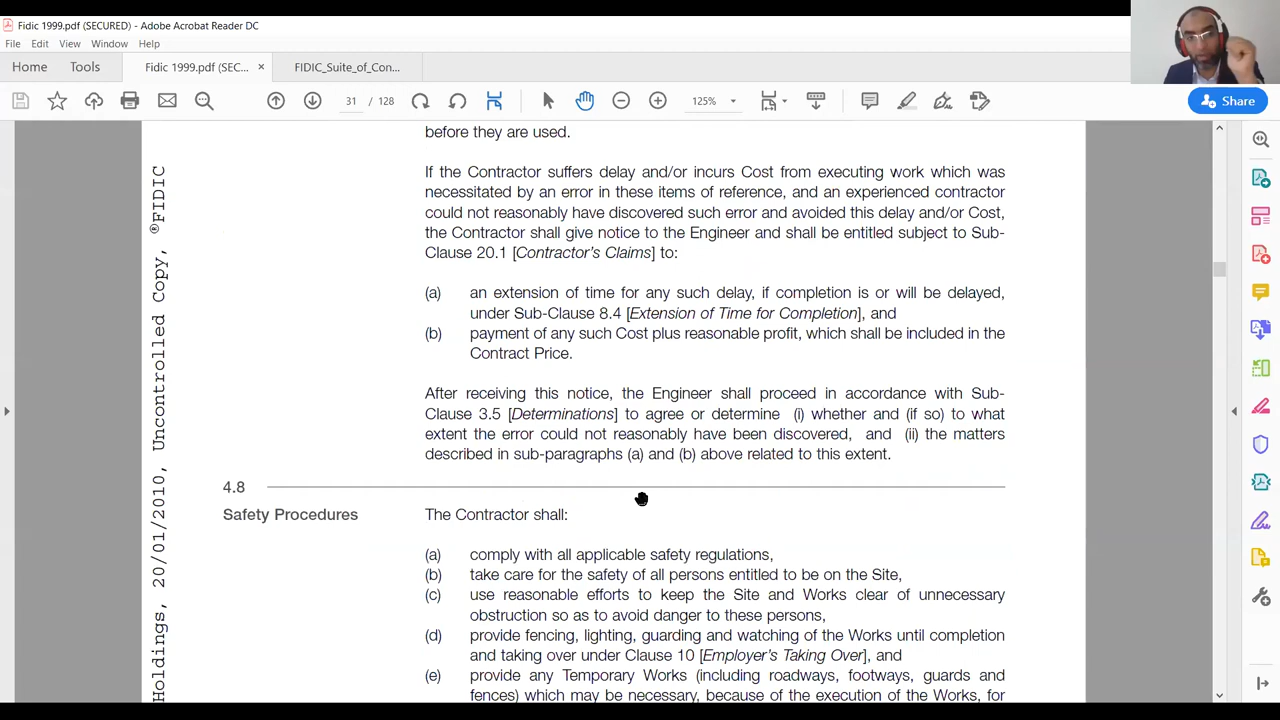 Fidic 1999.pdf (SECURED) - Adobe Acrobat Reader DC
File Edit View Window Help
Home Tools Fidic 1999.pdf (SEC... × FIDIC_Suite_of_Con...
31 / 128 125% Share
before they are used.
If the Contractor suffers delay and/or incurs Cost from executing work which was
necessitated by an error in these items of reference, and an experienced contractor
could not reasonably have discovered such error and avoided this delay and/or Cost,
the Contractor shall give notice to the Engineer and shall be entitled subject to Sub-
Clause 20.1 [Contractor's Claims] to:
(a) an extension of time for any such delay, if completion is or will be delayed,
under Sub-Clause 8.4 [Extension of Time for Completion], and
(b) payment of any such Cost plus reasonable profit, which shall be included in the
Contract Price.
After receiving this notice, the Engineer shall proceed in accordance with Sub-
Clause 3.5 [Determinations] to agree or determine (i) whether and (if so) to what
extent the error could not reasonably have been discovered, and (ii) the matters
described in sub-paragraphs (a) and (b) above related to this extent.
4.8
Safety Procedures The Contractor shall:
(a) comply with all applicable safety regulations,
(b) take care for the safety of all persons entitled to be on the Site,
(c) use reasonable efforts to keep the Site and Works clear of unnecessary
obstruction so as to avoid danger to these persons,
(d) provide fencing, lighting, guarding and watching of the Works until completion
and taking over under Clause 10 [Employer's Taking Over], and
(e) provide any Temporary Works (including roadways, footways, guards and
fences) which may be necessary, because of the execution of the Works, for
Holdings, 20/01/2010, Uncontrolled Copy, ®FIDIC